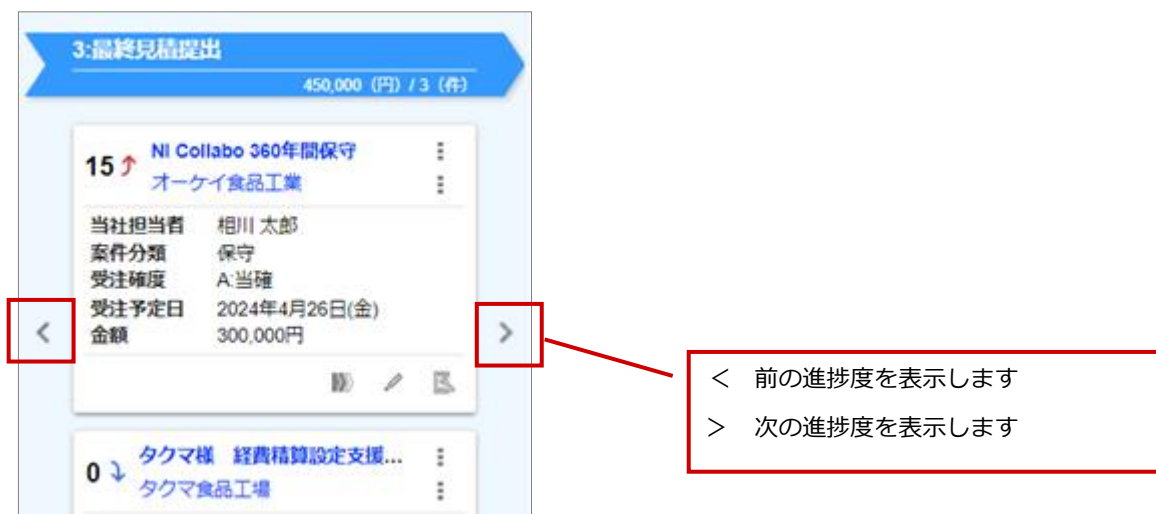 3:最終見積提出
450,000（円）/ 3（件）
15 NI Collabo 360年間保守
オーケイ食品工業
当社担当者 相川 太郎
案件分類 保守
受注確度 A:当確
受注予定日 2024年4月26日(金)
金額 300,000円
＜ 前の進捗度を表示します
＞ 次の進捗度を表示します
0 タクマ様 経費精算設定支援...
タクマ食品工場